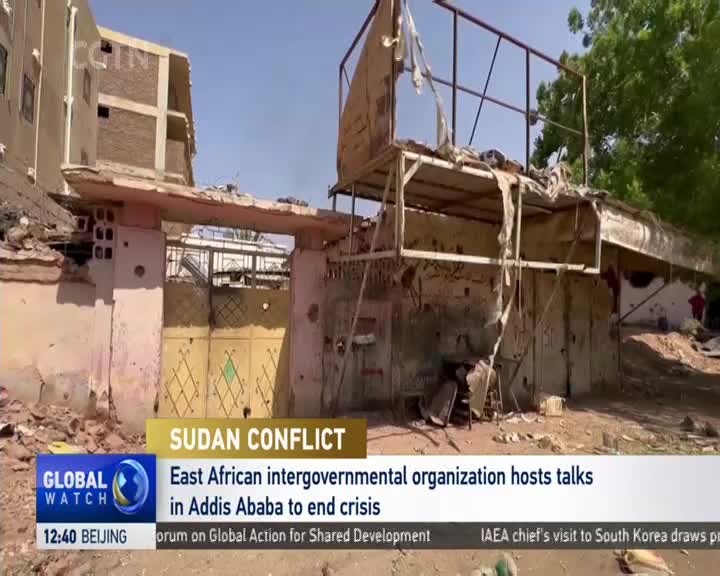 CGTN
SUDAN CONFLICT
East African intergovernmental organization hosts talks
in Addis Ababa to end crisis
GLOBAL
WATCH
12:40 BEIJING
orum on Global Action for Shared Development IAEA chief's visit to South Korea draws pr